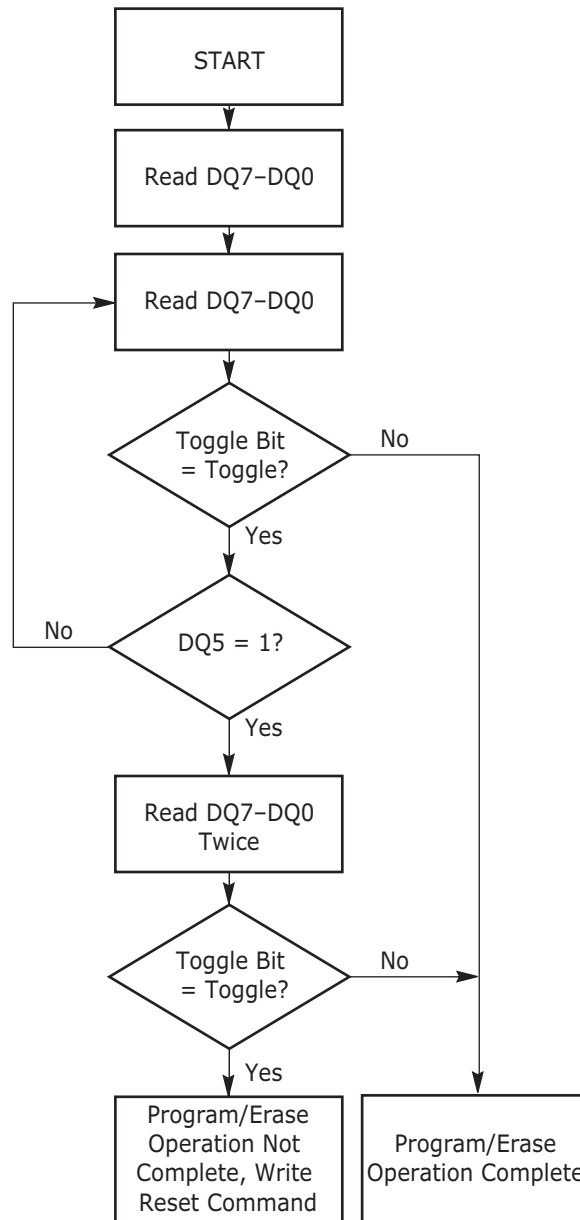 START
Read DQ7–DQ0
Read DQ7–DQ0
Toggle Bit
= Toggle?
No
Yes
No
DQ5 = 1?
Yes
Read DQ7–DQ0
Twice
Toggle Bit
= Toggle?
No
Yes
Program/Erase
Operation Not
Complete, Write
Reset Command
Program/Erase
Operation Complete